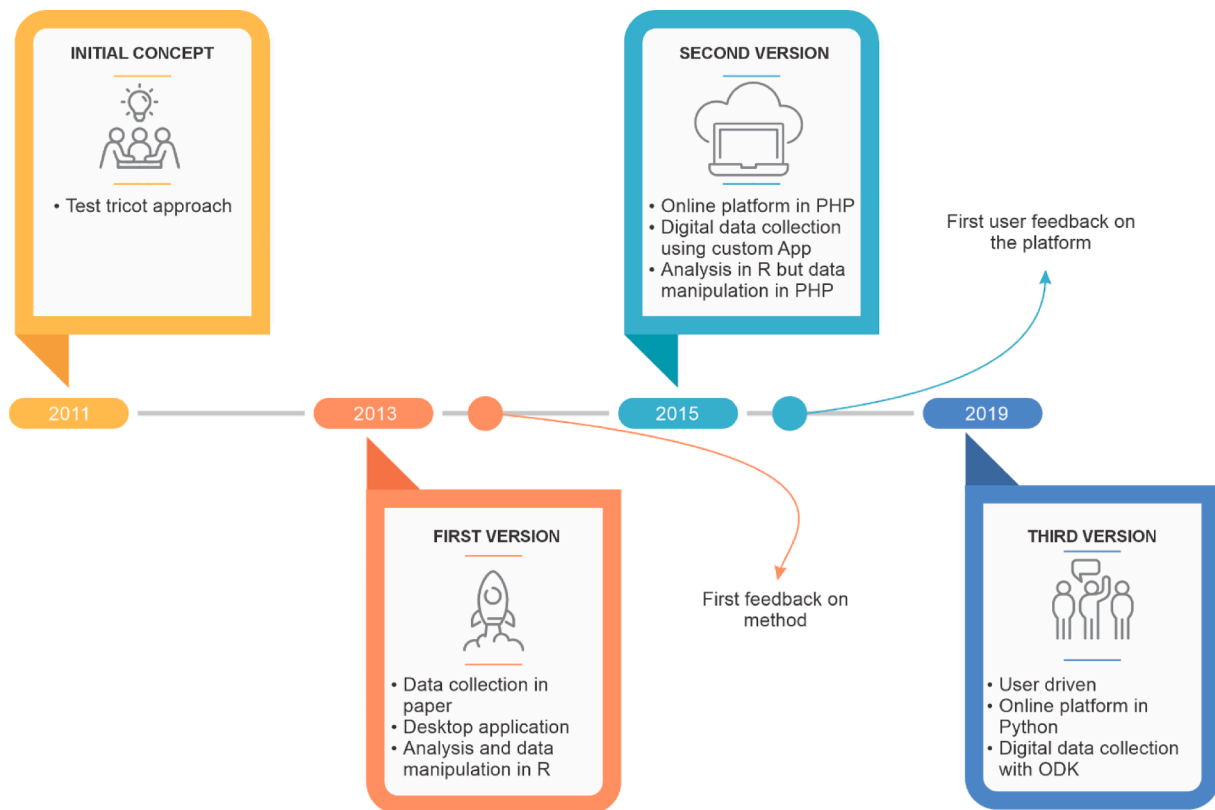 INITIAL CONCEPT
• Test tricot approach
SECOND VERSION
• Online platform in PHP
• Digital data collection
using custom App
• Analysis in R but data
manipulation in PHP
First user feedback on
the platform
2011
2013
2015
2019
FIRST VERSION
• Data collection in
paper
• Desktop application
• Analysis and data
manipulation in R
First feedback on
method
THIRD VERSION
• User driven
• Online platform in
Python
• Digital data collection
with ODK